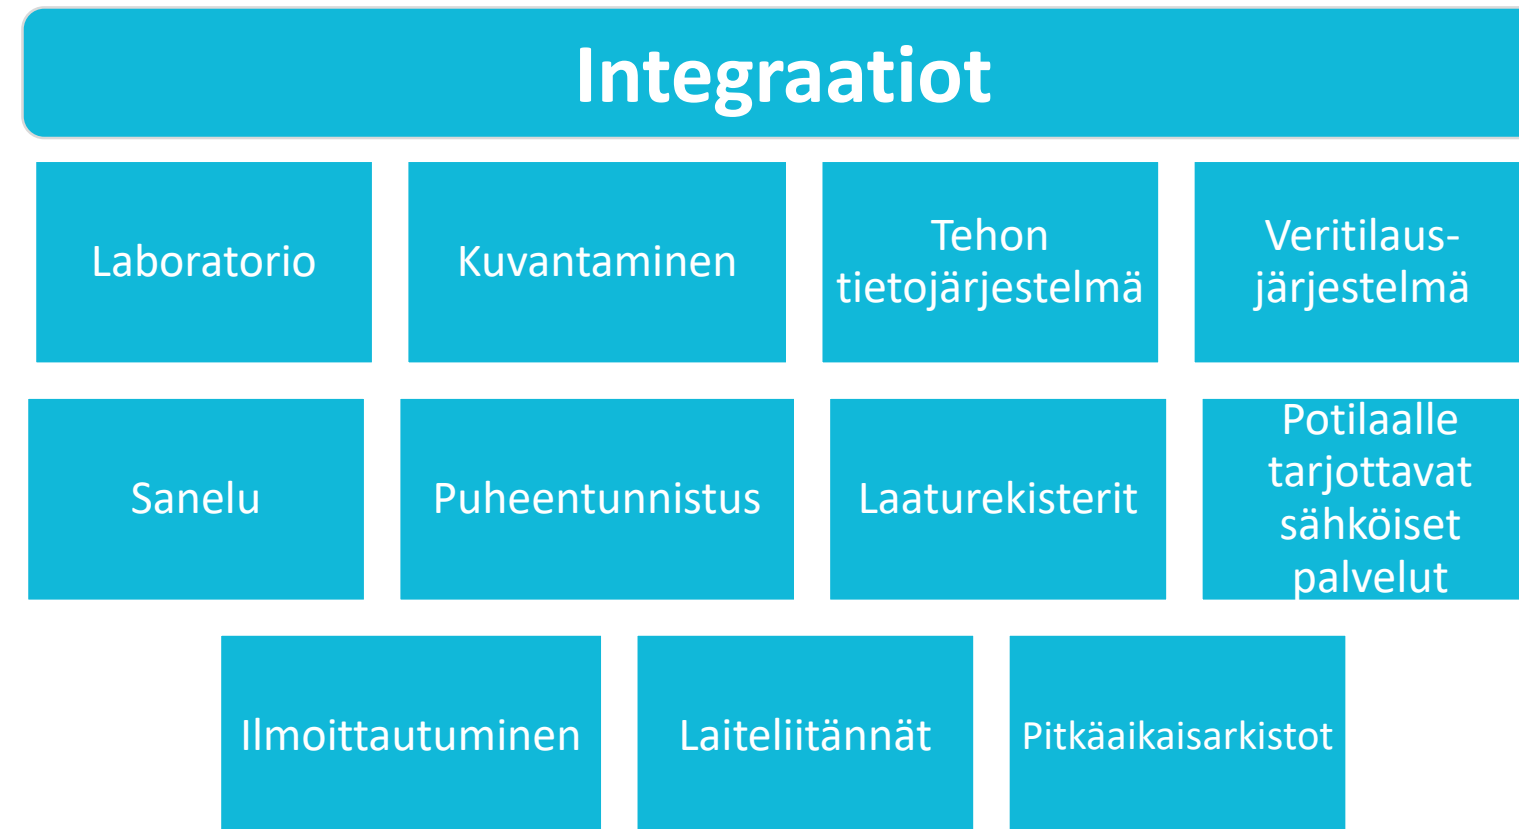 Integraatiot
Laboratorio
Kuvantaminen
Tehon
tietojärjestelmä
Veritilaus-
järjestelmä
Sanelu
Puheentunnistus
Laaturekisterit
Potilaalle
tarjottavat
sähköiset
palvelut
Ilmoittautuminen
Laiteliitännät
Pitkäaikaisarkistot